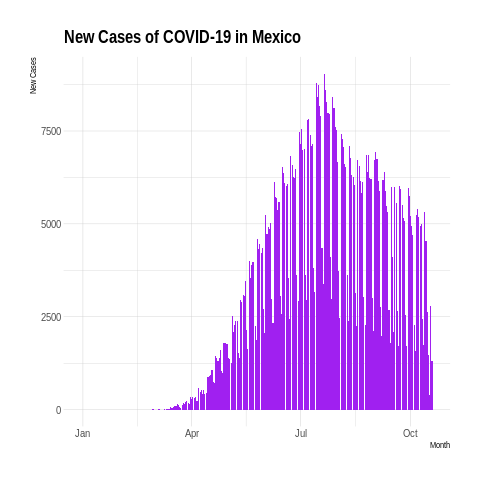 New Cases of COVID-19 in Mexico
New Cases
7500
5000
2500
0
Jan
Apr
Jul
Oct
Month